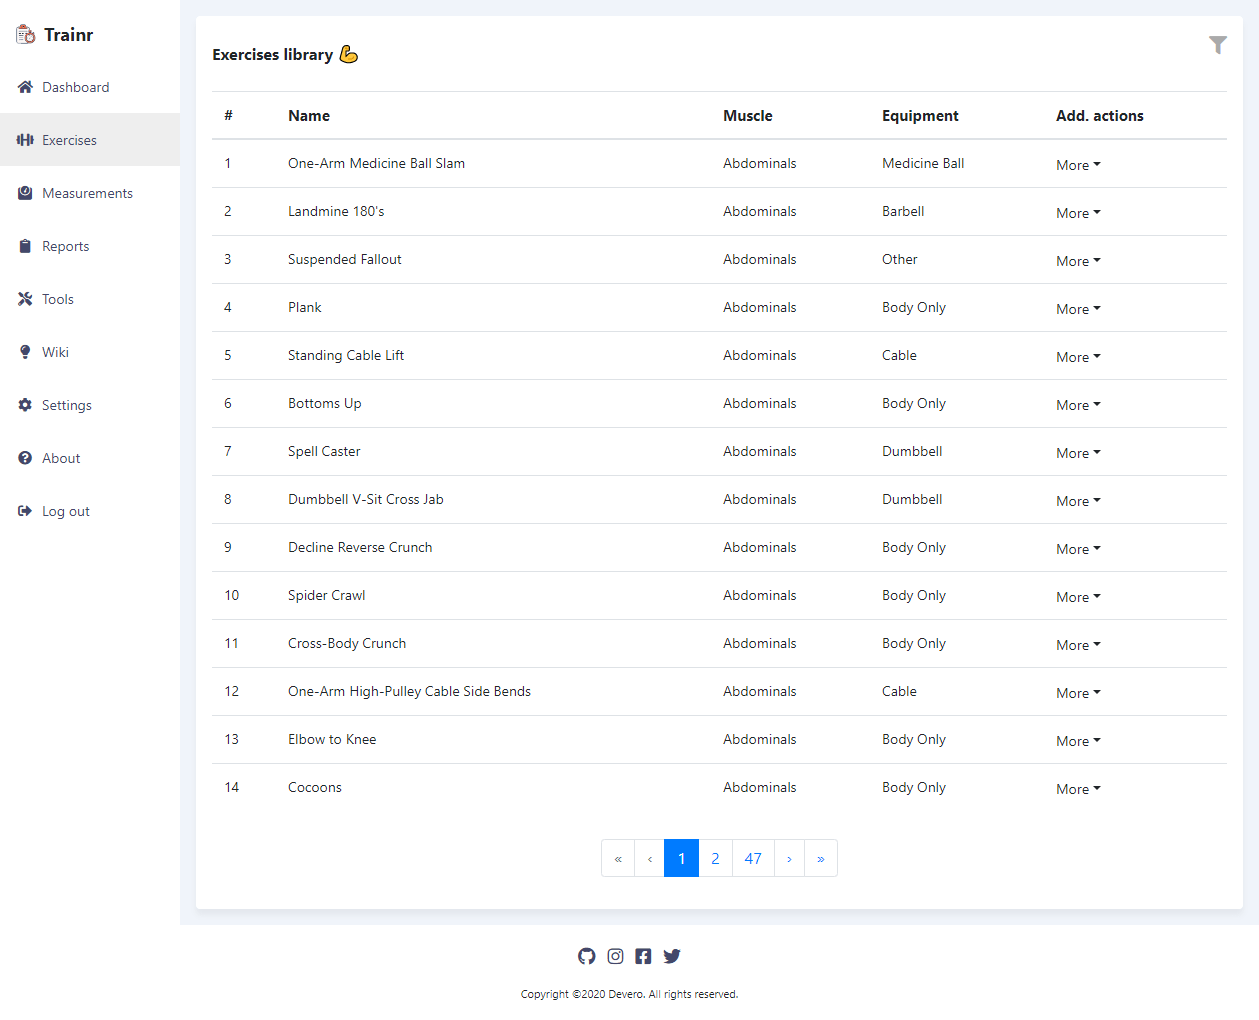 Trainr
Dashboard
Exercises
Measurements
Reports
Tools
Wiki
Settings
About
Log out
Exercises library 💪
# Name Muscle Equipment Add. actions
1 One-Arm Medicine Ball Slam Abdominals Medicine Ball More
2 Landmine 180's Abdominals Barbell More
3 Suspended Fallout Abdominals Other More
4 Plank Abdominals Body Only More
5 Standing Cable Lift Abdominals Cable More
6 Bottoms Up Abdominals Body Only More
7 Spell Caster Abdominals Dumbbell More
8 Dumbbell V-Sit Cross Jab Abdominals Dumbbell More
9 Decline Reverse Crunch Abdominals Body Only More
10 Spider Crawl Abdominals Body Only More
11 Cross-Body Crunch Abdominals Body Only More
12 One-Arm High-Pulley Cable Side Bends Abdominals Cable More
13 Elbow to Knee Abdominals Body Only More
14 Cocoons Abdominals Body Only More
« ‹ 1 2 47 › »
Copyright ©2020 Devero. All rights reserved.